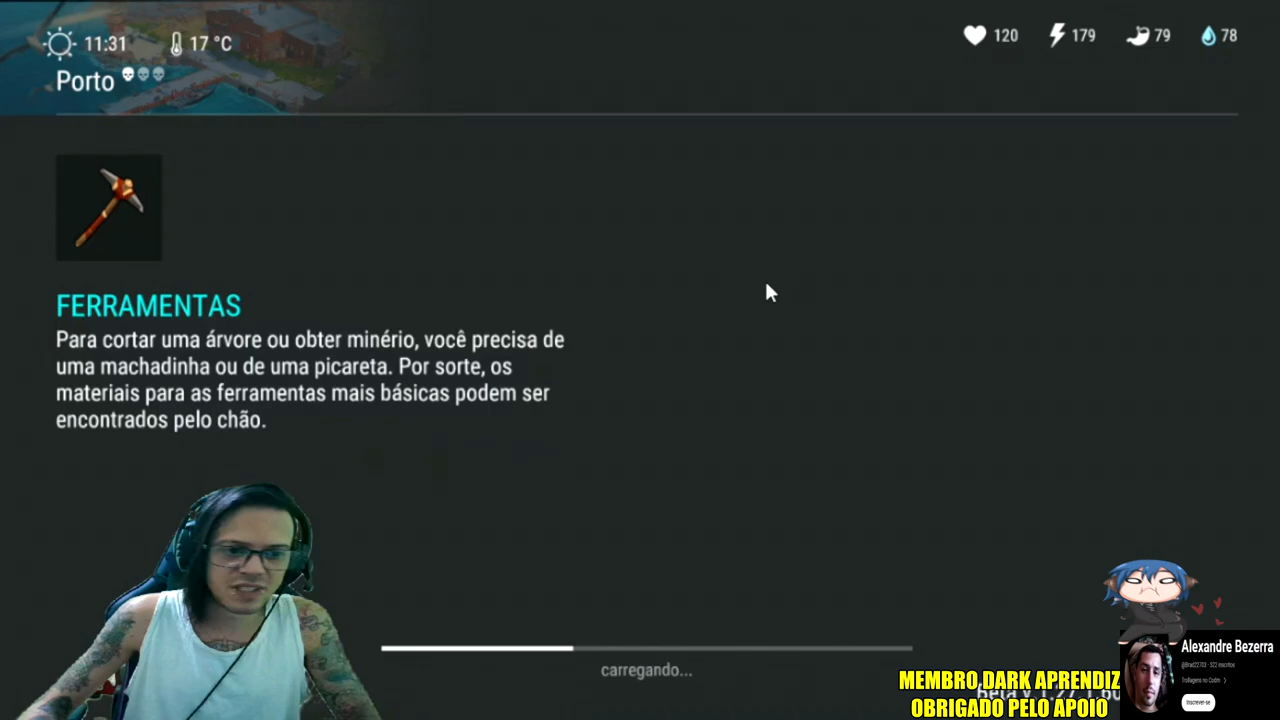 11:31 17 °C 120 179 79 78
Porto
FERRAMENTAS
Para cortar uma árvore ou obter minério, você precisa de
uma machadinha ou de uma picareta. Por sorte, os
materiais para as ferramentas mais básicas podem ser
encontrados pelo chão.
carregando...
Alexandre Bezerra
Inscrever-se
MEMBRO DARK APRENDIZ
OBRIGADO PELO APOIO